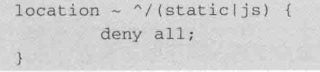 location ~ ^/(static|js) {
deny all;
}